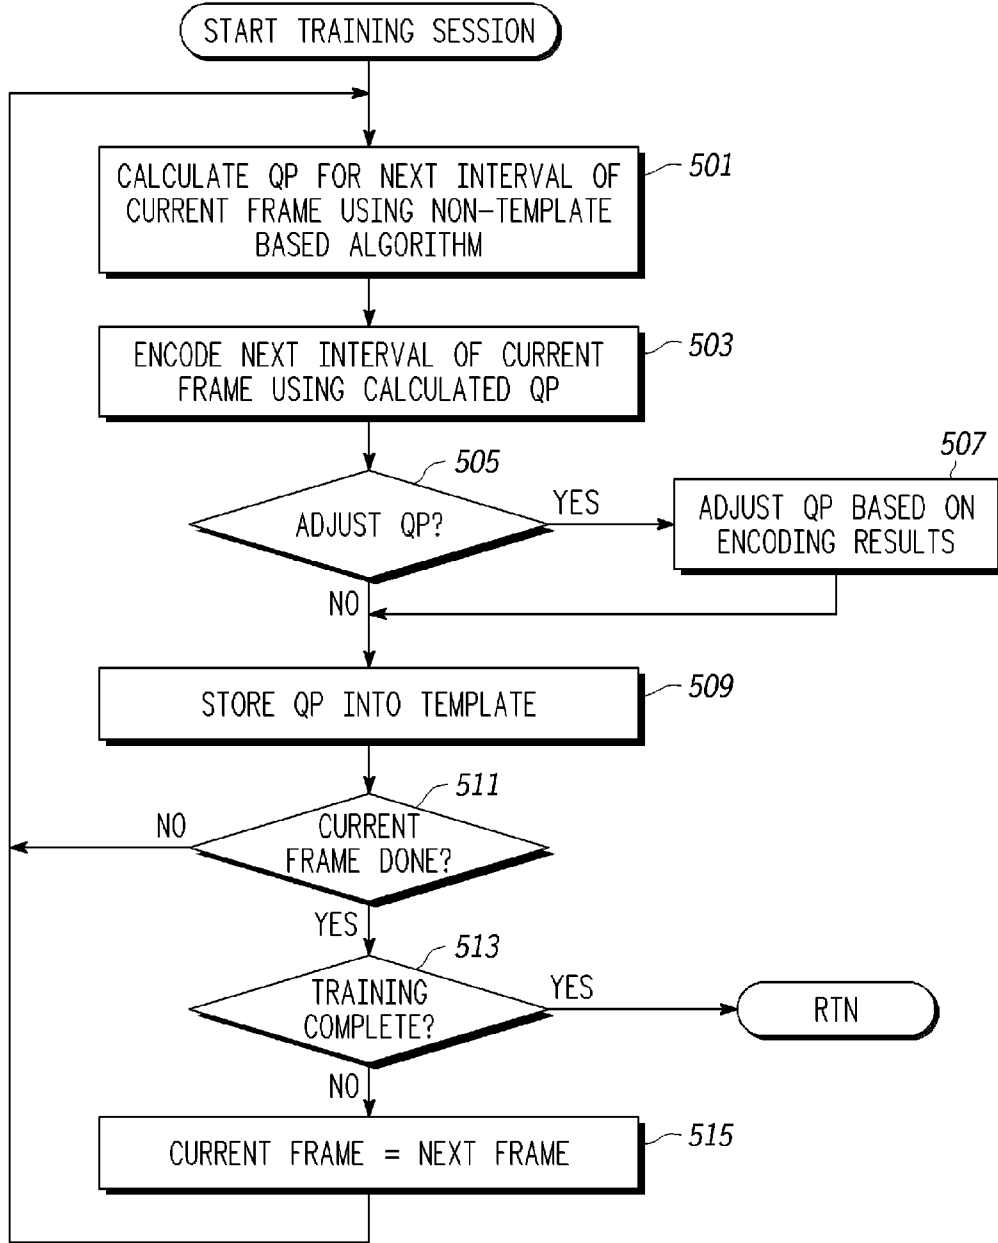 START TRAINING SESSION
501
CALCULATE QP FOR NEXT INTERVAL OF
CURRENT FRAME USING NON-TEMPLATE
BASED ALGORITHM
503
ENCODE NEXT INTERVAL OF CURRENT
FRAME USING CALCULATED QP
505
507
ADJUST QP?
YES
ADJUST QP BASED ON
ENCODING RESULTS
NO
509
STORE QP INTO TEMPLATE
511
NO
CURRENT
FRAME DONE?
YES
513
TRAINING
COMPLETE?
YES
RTN
NO
515
CURRENT FRAME = NEXT FRAME